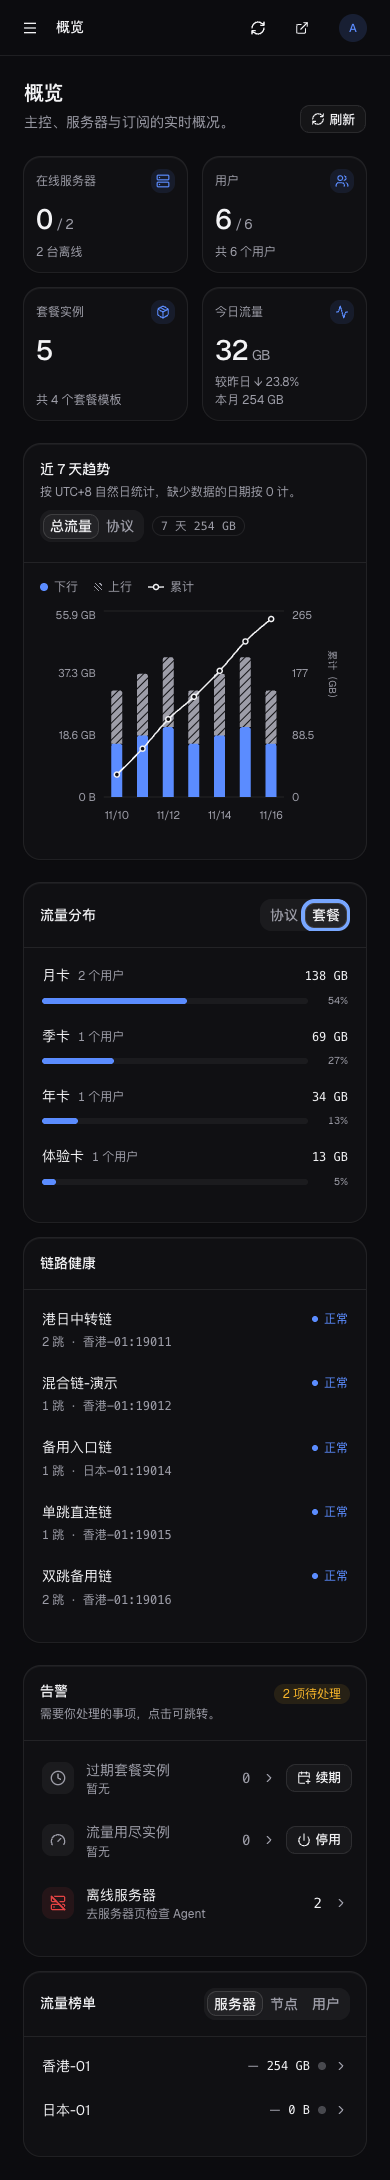 概览
A
概览
主控、服务器与订阅的实时概况。
刷新
在线服务器
0 / 2
2 台离线
用户
6 / 6
共 6 个用户
套餐实例
5
共 4 个套餐模板
今日流量
32 GB
较昨日 ↓ 23.8%
本月 254 GB
近 7 天趋势
按 UTC+8 自然日统计，缺少数据的日期按 0 计。
总流量 协议 7 天 254 GB
下行 上行 累计
55.9 GB
37.3 GB
18.6 GB
0 B
265
177
88.5
0
累计 (GB)
11/10 11/12 11/14 11/16
流量分布
协议 套餐
月卡 2 个用户 138 GB
54%
季卡 1 个用户 69 GB
27%
年卡 1 个用户 34 GB
13%
体验卡 1 个用户 13 GB
5%
链路健康
港日中转链 正常
2 跳 · 香港-01:19011
混合链-演示 正常
1 跳 · 香港-01:19012
备用入口链 正常
1 跳 · 日本-01:19014
单跳直连链 正常
1 跳 · 香港-01:19015
双跳备用链 正常
2 跳 · 香港-01:19016
告警
2 项待处理
需要你处理的事项，点击可跳转。
过期套餐实例
暂无
0 续期
流量用尽实例
暂无
0 停用
离线服务器
去服务器页检查 Agent
2
流量榜单
服务器 节点 用户
香港-01 — 254 GB
日本-01 — 0 B